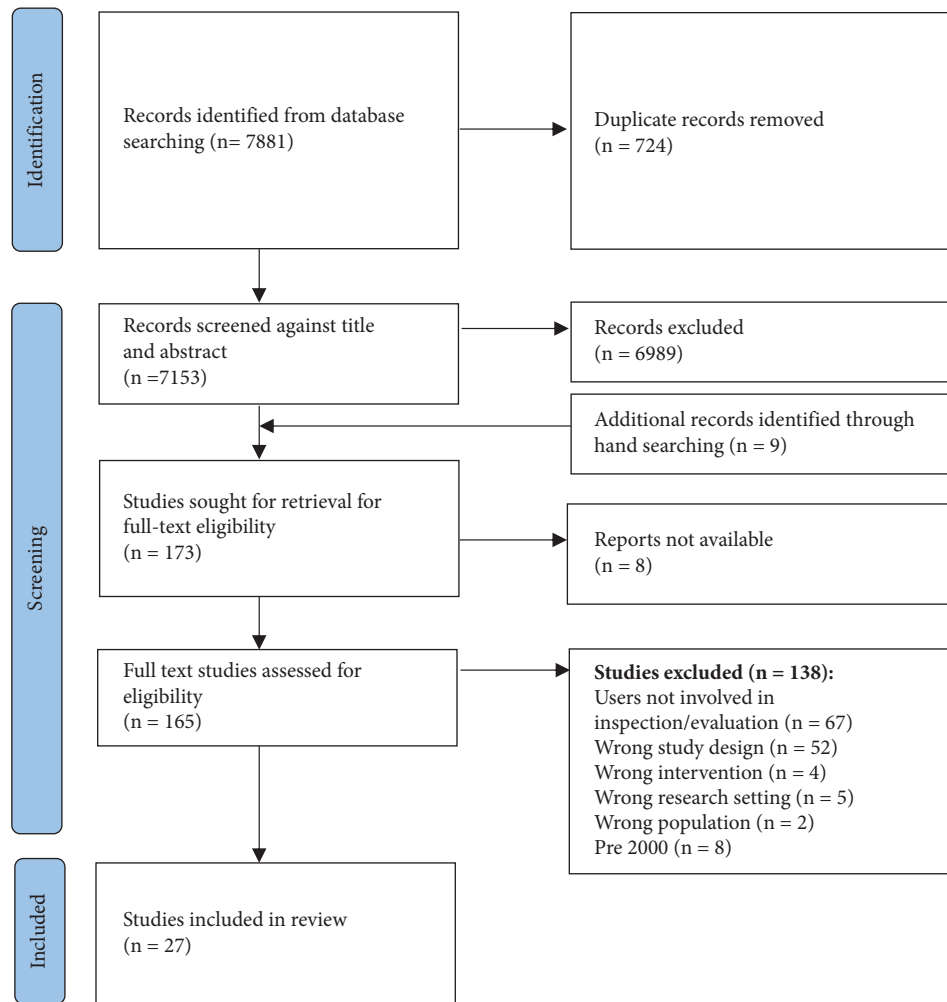 Identification
Records identified from database
searching (n= 7881)
Duplicate records removed
(n = 724)
Screening
Records screened against title
and abstract
(n =7153)
Records excluded
(n = 6989)
Additional records identified through
hand searching (n = 9)
Studies sought for retrieval for
full-text eligibility
(n = 173)
Reports not available
(n = 8)
Full text studies assessed for
eligibility
(n = 165)
Studies excluded (n = 138):
Users not involved in
inspection/evaluation (n = 67)
Wrong study design (n = 52)
Wrong intervention (n = 4)
Wrong research setting (n = 5)
Wrong population (n = 2)
Pre 2000 (n = 8)
Included
Studies included in review
(n = 27)